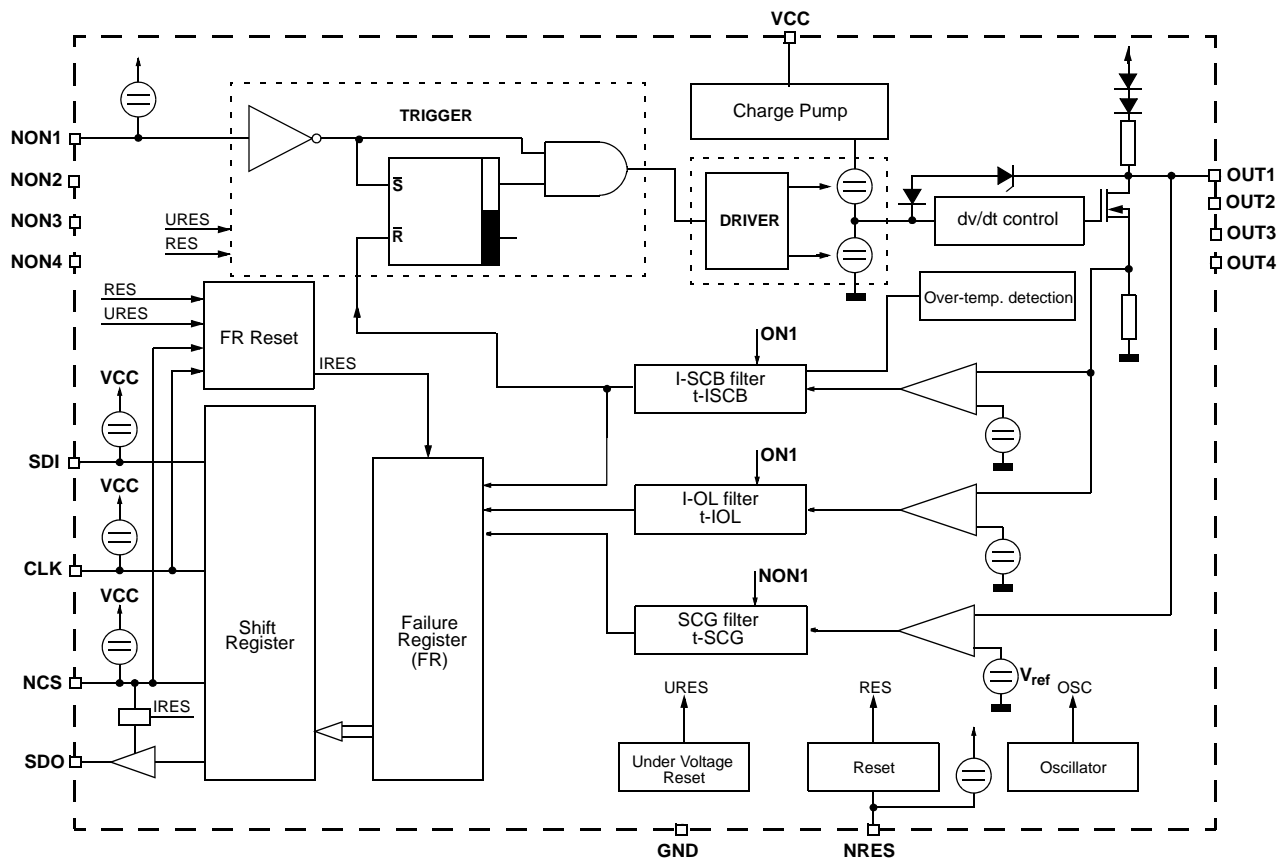 VCC
NON1
NON2
NON3
NON4
TRIGGER
S
R
URES
RES
Charge Pump
DRIVER
dv/dt control
OUT1
OUT2
OUT3
OUT4
Over-temp. detection
RES
URES
FR Reset
IRES
ON1
I-SCB filter
t-ISCB
VCC
SDI
VCC
CLK
VCC
NCS
IRES
SDO
Shift
Register
Failure
Register
(FR)
ON1
I-OL filter
t-IOL
NON1
SCG filter
t-SCG
Vref
URES
Under Voltage
Reset
RES
Reset
OSC
Oscillator
GND
NRES